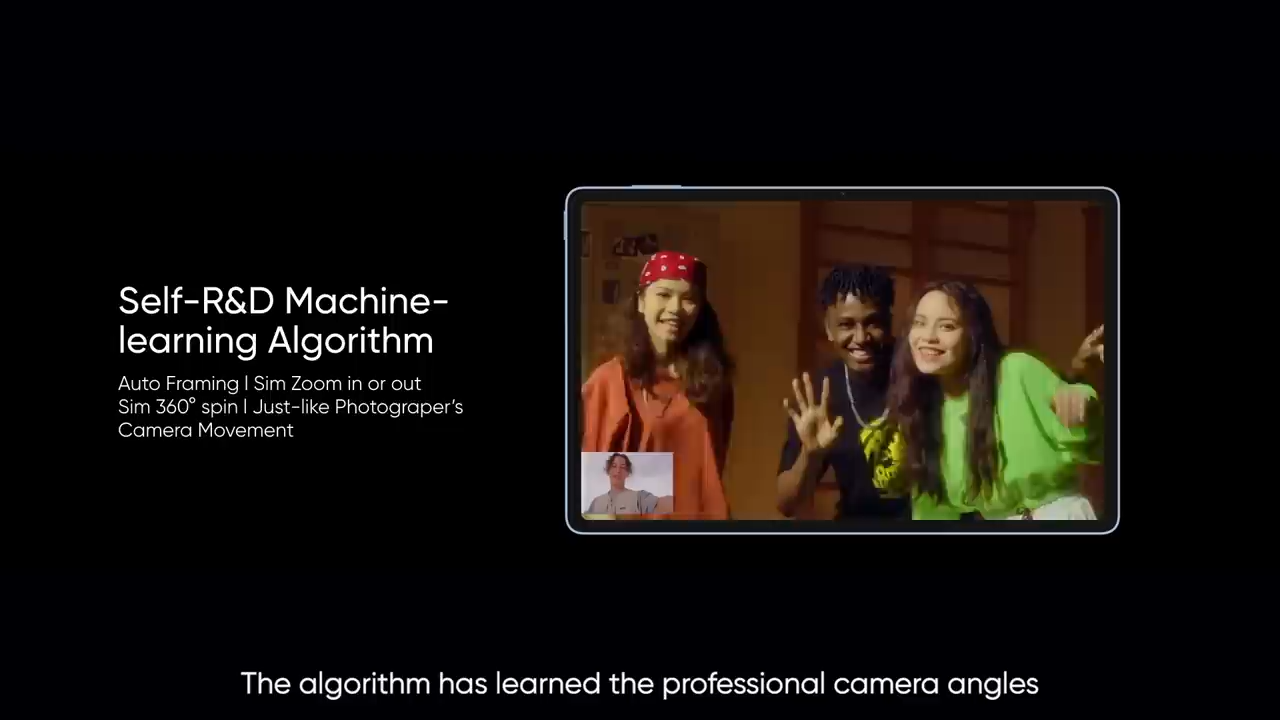 Self-R&D Machine-
learning Algorithm
Auto Framing | Sim Zoom in or out
Sim 360° spin | Just-like Photograper's
Camera Movement
The algorithm has learned the professional camera angles